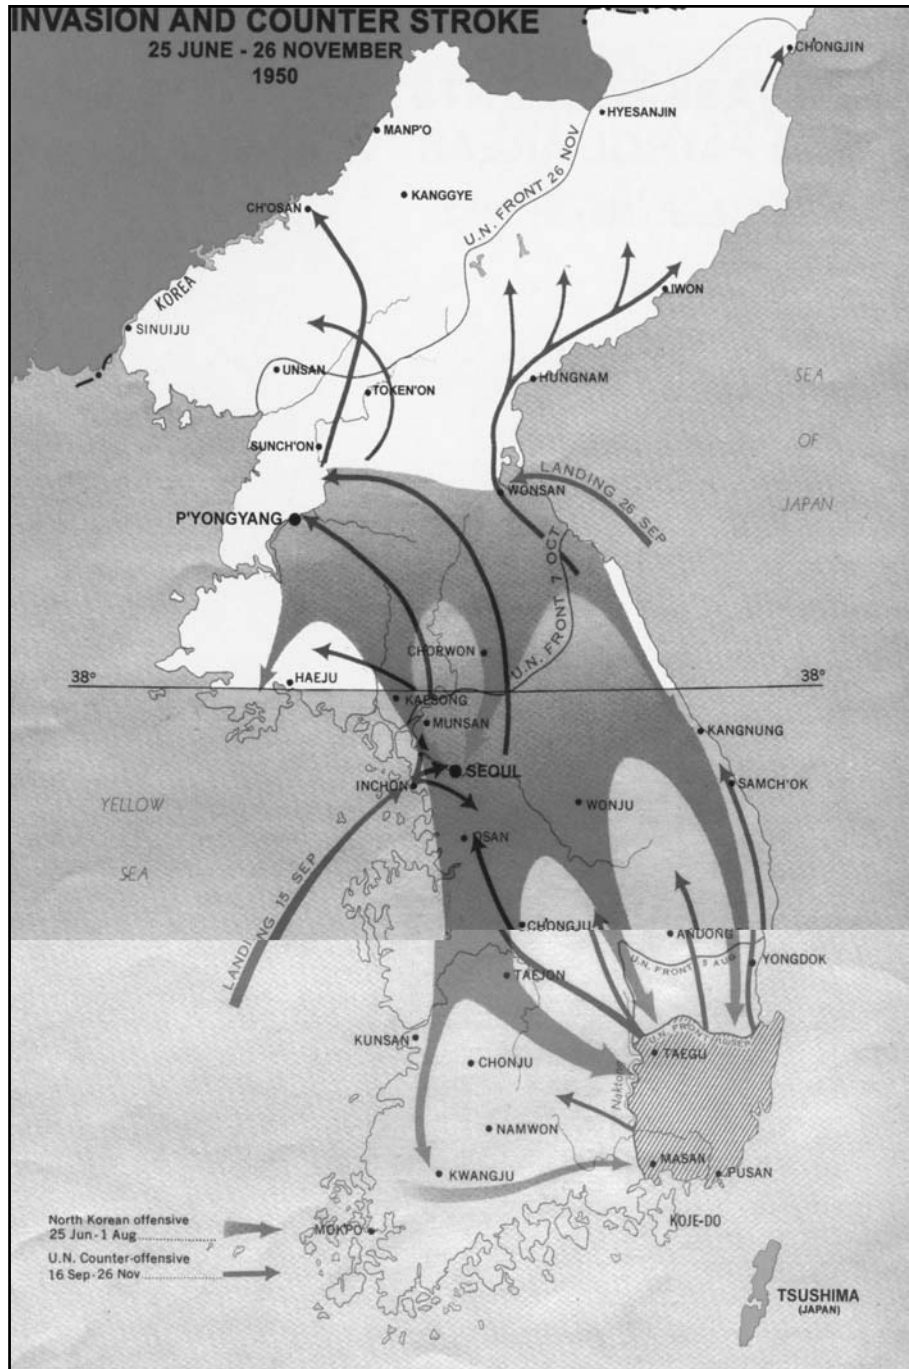 INVASION AND COUNTER STROKE
25 JUNE - 26 NOVEMBER
1950
CHONGJIN
HYESANJIN
MANP'O
KANGGYE
U.N. FRONT 26 NOV
CH'OSAN
KOREA
IWON
SINUIJU
UNSAN
HUNGNAM
SEA
OF
JAPAN
TOKEN'ON
SUNCH'ON
LANDING 26 SEP
WONSAN
P'YONGYANG
U.N. FRONT 7 OCT
CHORWON
38°
HAEJU
38°
KAESONG
MUNSAN
KANGNUNG
SEOUL
INCHON
SAMCH'OK
YELLOW
SEA
WONJU
OSAN
LANDING 15 SEP
CHONGJU
ANDONG
YONGDOK
TAEJON
KUNSAN
TAEGU
CHONJU
Naktong
NAMWON
MASAN
KWANGJU
PUSAN
KOJE-DO
MOKPO
North Korean offensive
25 Jun-1 Aug
U.N. Counter-offensive
16 Sep-26 Nov
TSUSHIMA
(JAPAN)